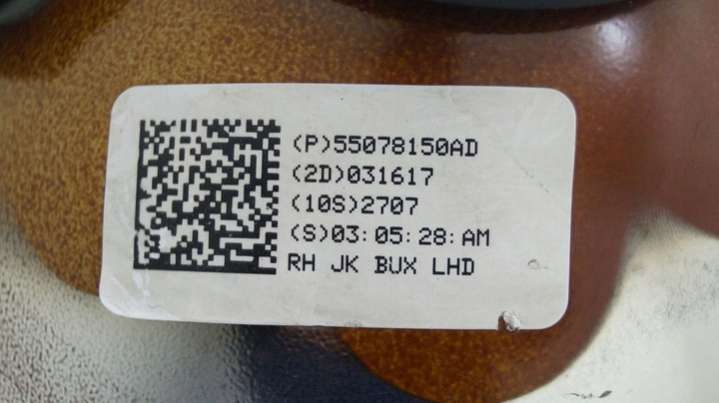 (P)55078150AD
(2D)031617
(10S)2707
(S)03:05:28:AM
RH JK BUX LHD